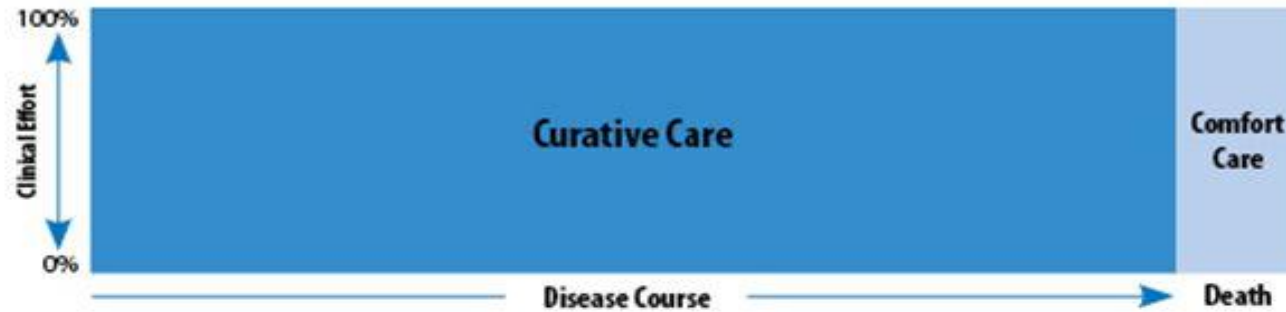 100%
Clinical Effort
0%
Curative Care
Comfort
Care
Disease Course
Death